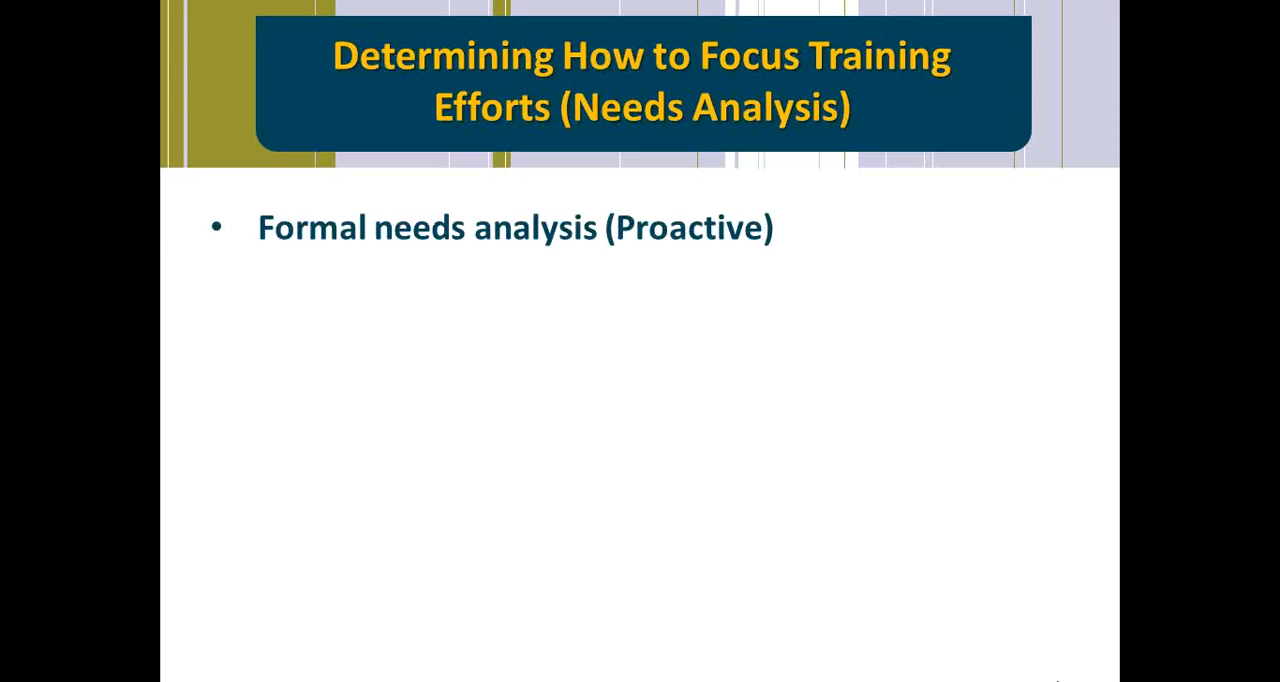 Determining How to Focus Training
Efforts (Needs Analysis)
• Formal needs analysis (Proactive)